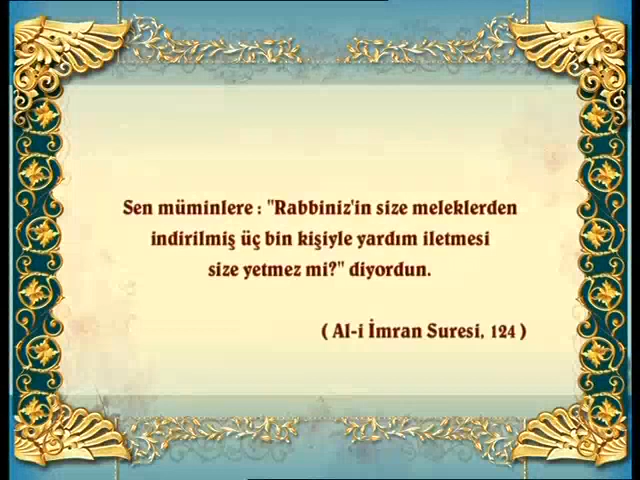 Sen müminlere : "Rabbiniz'in size meleklerden
indirilmiş üç bin kişiyle yardım iletmesi
size yetmez mi?" diyordun.
( Al-i İmran Suresi, 124 )